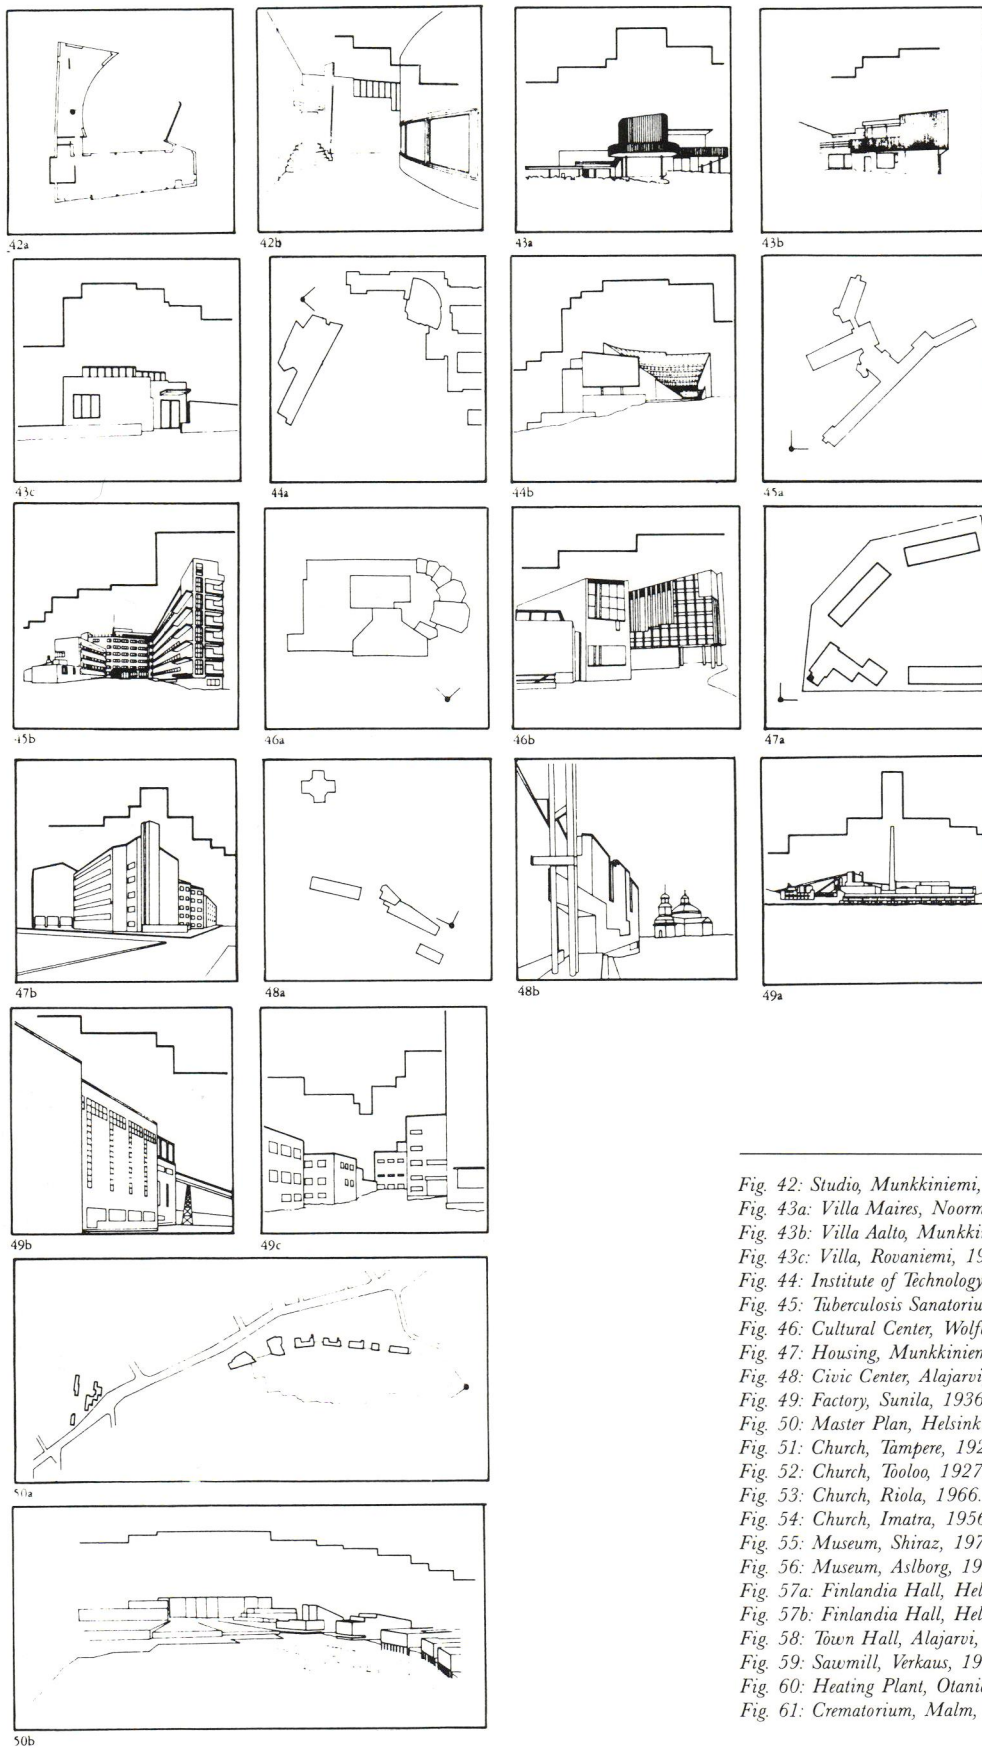 42a
42b
43a
43b
43c
44a
44b
45a
45b
46a
46b
47a
47b
48a
48b
49a
49b
49c
50a
50b
Fig. 42: Studio, Munkkiniemi,
Fig. 43a: Villa Maires, Noorm
Fig. 43b: Villa Aalto, Munkki
Fig. 43c: Villa, Rovaniemi, 19
Fig. 44: Institute of Technology
Fig. 45: Tuberculosis Sanatoriu
Fig. 46: Cultural Center, Wolf
Fig. 47: Housing, Munkkiniem
Fig. 48: Civic Center, Alajarvi
Fig. 49: Factory, Sunila, 1936
Fig. 50: Master Plan, Helsink
Fig. 51: Church, Tampere, 192
Fig. 52: Church, Tooloo, 1927
Fig. 53: Church, Riola, 1966.
Fig. 54: Church, Imatra, 1956
Fig. 55: Museum, Shiraz, 197
Fig. 56: Museum, Aslborg, 19
Fig. 57a: Finlandia Hall, Hel
Fig. 57b: Finlandia Hall, Hel
Fig. 58: Town Hall, Alajarvi,
Fig. 59: Sawmill, Verkaus, 19
Fig. 60: Heating Plant, Otani
Fig. 61: Crematorium, Malm,